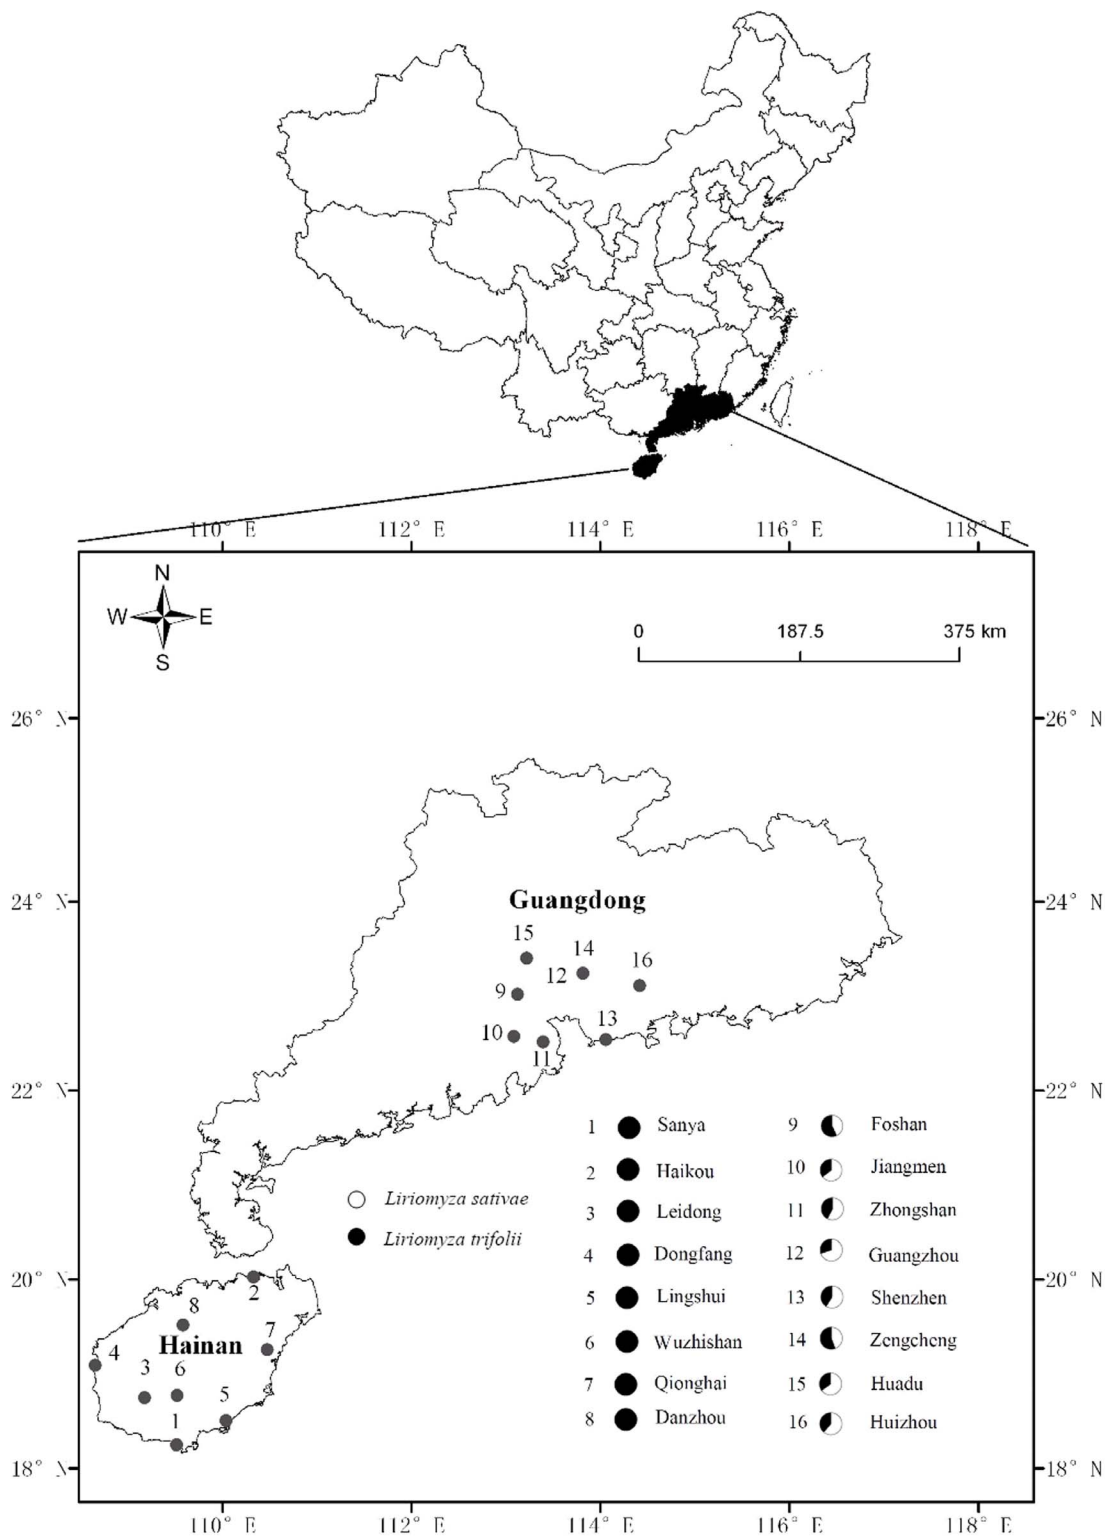 110° E 112° E 114° E 116° E 118° E
N
W E
S
0 187.5 375 km
26° N 26° N
24° N 24° N
Guangdong
15
14
12
16
9
10
11
13
22° N 22° N
1 Sanya 9 Foshan
2 Haikou 10 Jiangmen
Liriomyza sativae
3 Leidong 11 Zhongshan
Liriomyza trifolii
4 Dongfang 12 Guangzhou
20° N 20° N
5 Lingshui 13 Shenzhen
6 Wuzhishan 14 Zengcheng
7 Qionghai 15 Huadu
8 Danzhou 16 Huizhou
2
8
7
Hainan
4
3
6
5
1
18° N 18° N
110° E 112° E 114° E 116° E 118° E